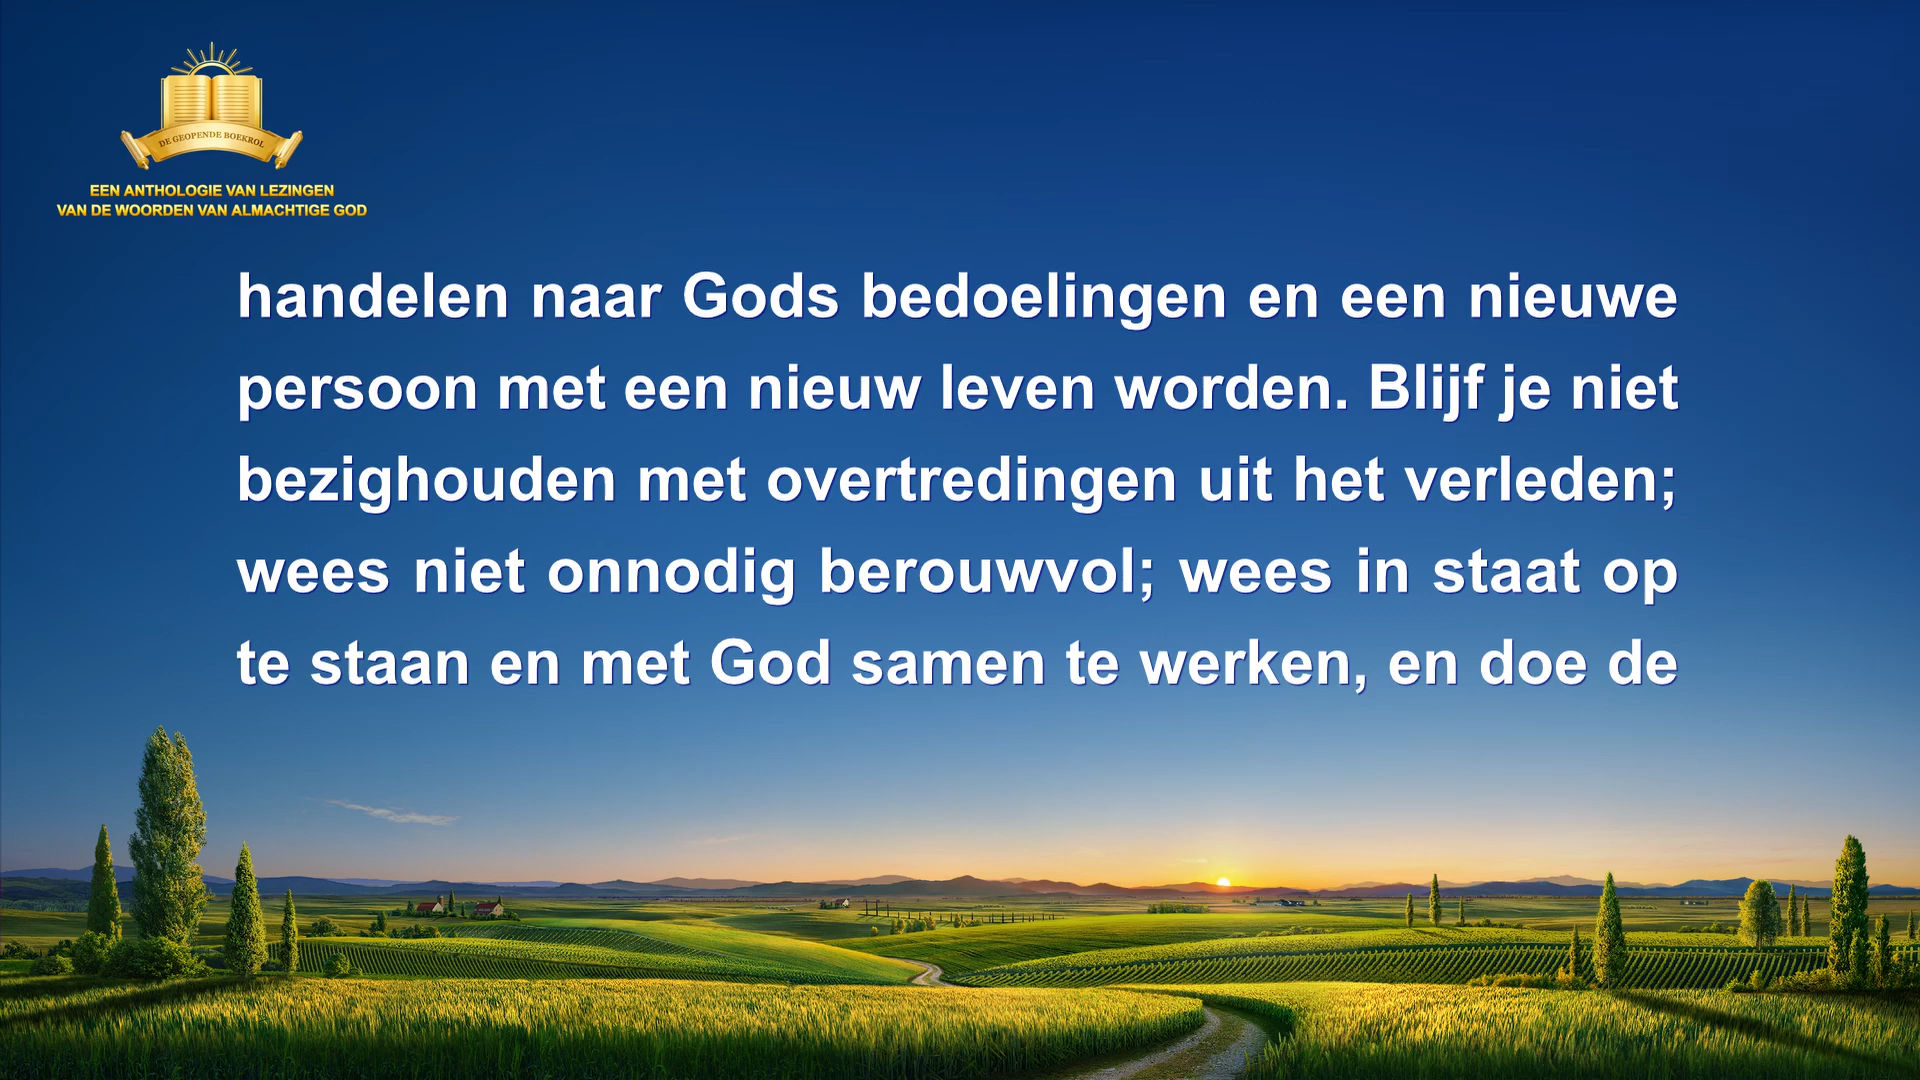 DE GEOPENDE BOEKROL
EEN ANTHOLOGIE VAN LEZINGEN
VAN DE WOORDEN VAN ALMACHTIGE GOD
handelen naar Gods bedoelingen en een nieuwe
persoon met een nieuw leven worden. Blijf je niet
bezighouden met overtredingen uit het verleden;
wees niet onnodig berouwvol; wees in staat op
te staan en met God samen te werken, en doe de